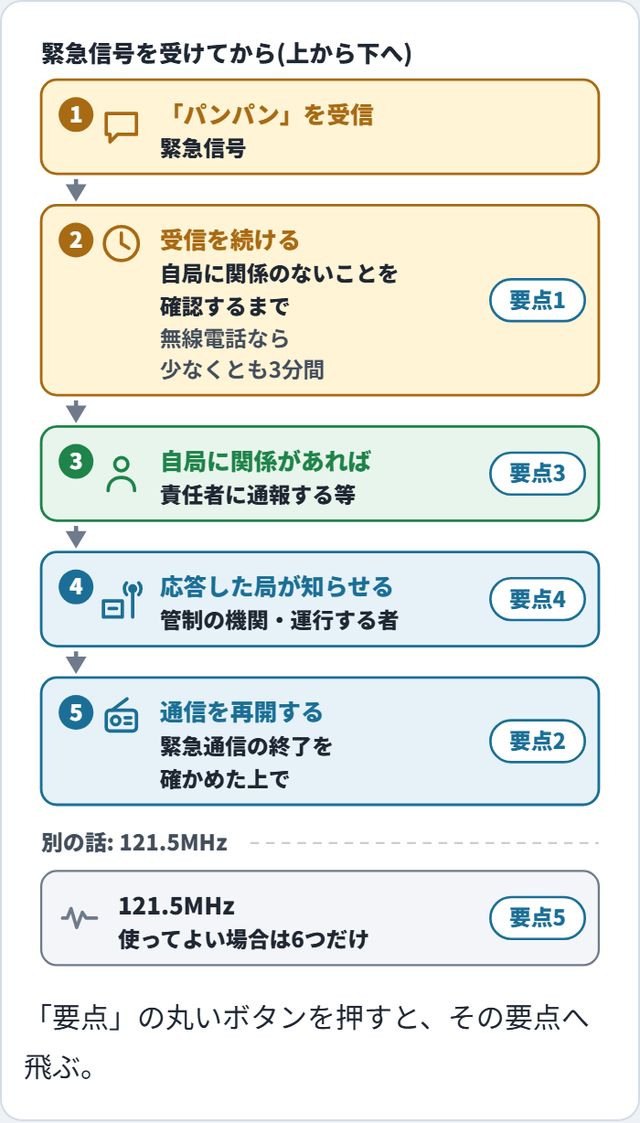 緊急信号を受けてから(上から下へ)
1
「パンパン」を受信
緊急信号
2
受信を続ける
自局に関係のないことを
確認するまで
無線電話なら
少なくとも3分間
要点1
3
自局に関係があれば
責任者に通報する等
要点3
4
応答した局が知らせる
管制の機関・運行する者
要点4
5
通信を再開する
緊急通信の終了を
確かめた上で
要点2
別の話: 121.5MHz
121.5MHz
使ってよい場合は6つだけ
要点5
「要点」の丸いボタンを押すと、その要点へ
飛ぶ。